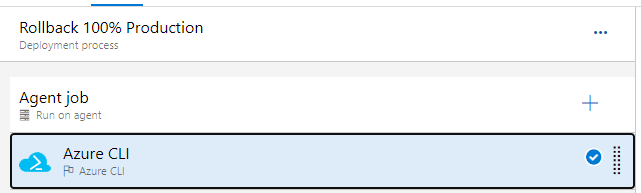 Rollback 100% Production
Deployment process
Agent job
Run on agent
Azure CLI
Azure CLI